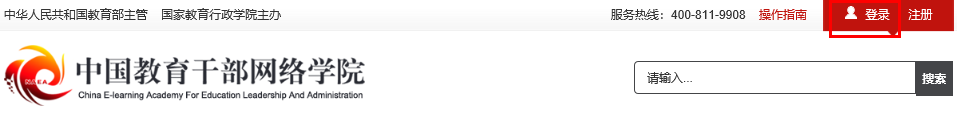 中华人民共和国教育部主管 国家教育行政学院主办 服务热线：400-811-9908 操作指南 登录 注册
NAEA
中国教育干部网络学院
China E-learning Academy For Education Leadership And Administration
请输入... 搜索